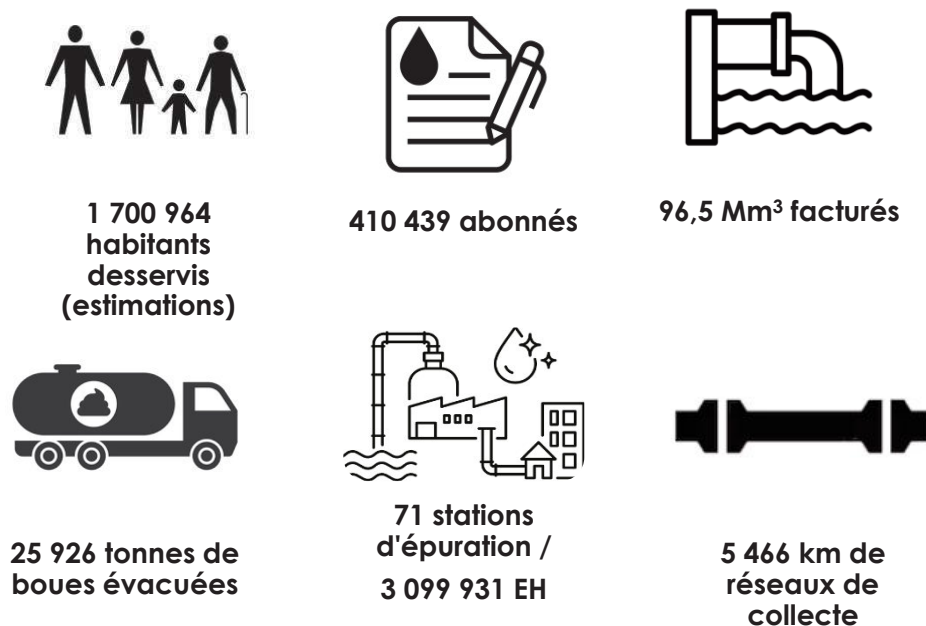 1 700 964
habitants
desservis
(estimations)
410 439 abonnés
96,5 Mm³ facturés
25 926 tonnes de
boues évacuées
71 stations
d'épuration /
3 099 931 EH
5 466 km de
réseaux de
collecte